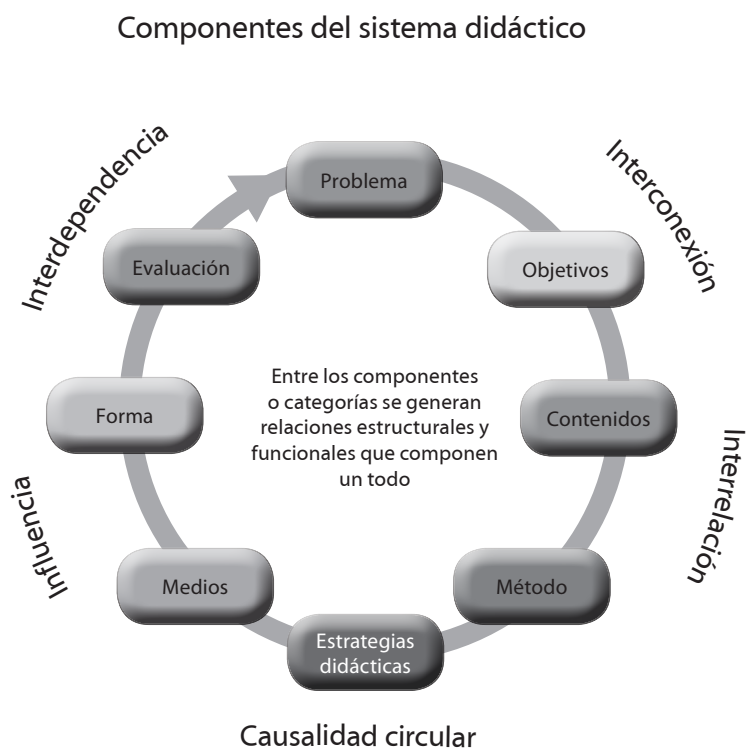 Componentes del sistema didáctico
Interdependencia
Interconexión
Problema
Evaluación
Objetivos
Entre los componentes
o categorías se generan
relaciones estructurales y
funcionales que componen
un todo
Forma
Contenidos
Influencia
Interrelación
Medios
Método
Estrategias
didácticas
Causalidad circular